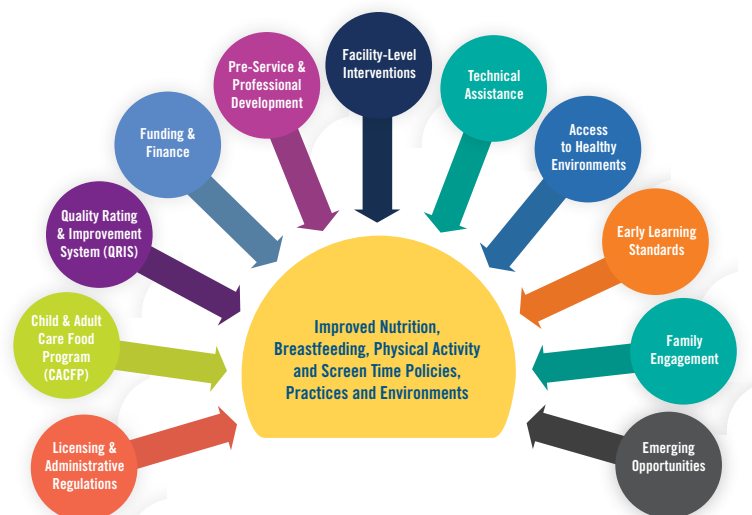 Facility-Level
Interventions
Pre-Service &
Professional
Development
Technical
Assistance
Funding &
Finance
Access
to Healthy
Environments
Quality Rating
& Improvement
System (QRIS)
Early Learning
Standards
Child & Adult
Care Food
Program
(CACFP)
Improved Nutrition,
Breastfeeding, Physical Activity
and Screen Time Policies,
Practices and Environments
Family
Engagement
Licensing &
Administrative
Regulations
Emerging
Opportunities